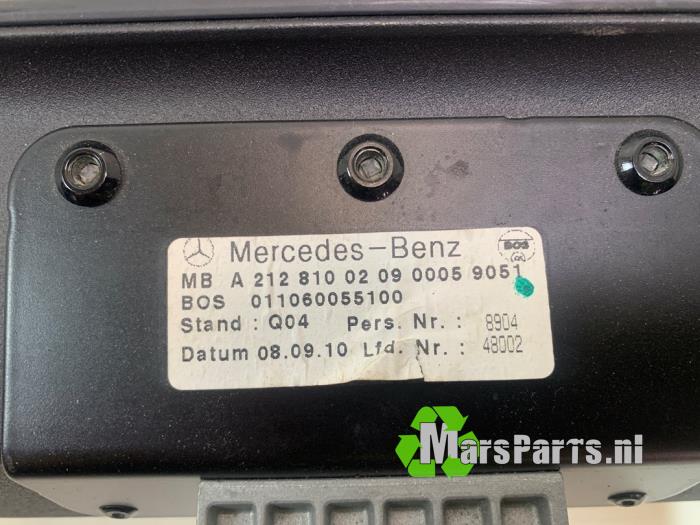 Mercedes-Benz BOS
MB A 212 810 02 09 0005 9051
BOS 011060055100
Stand : Q04 Pers. Nr. : 8904
Datum 08.09.10 Lfd. Nr. : 48002
MarsParts.nl